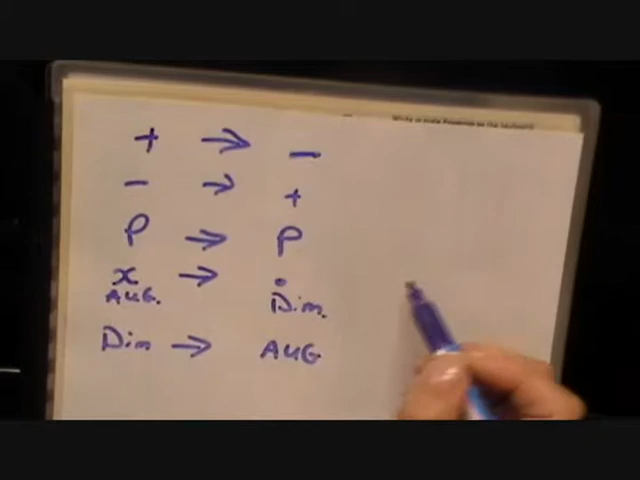 + → -
- → +
P → P
x → o
AUG. Dim.
Dim → AUG